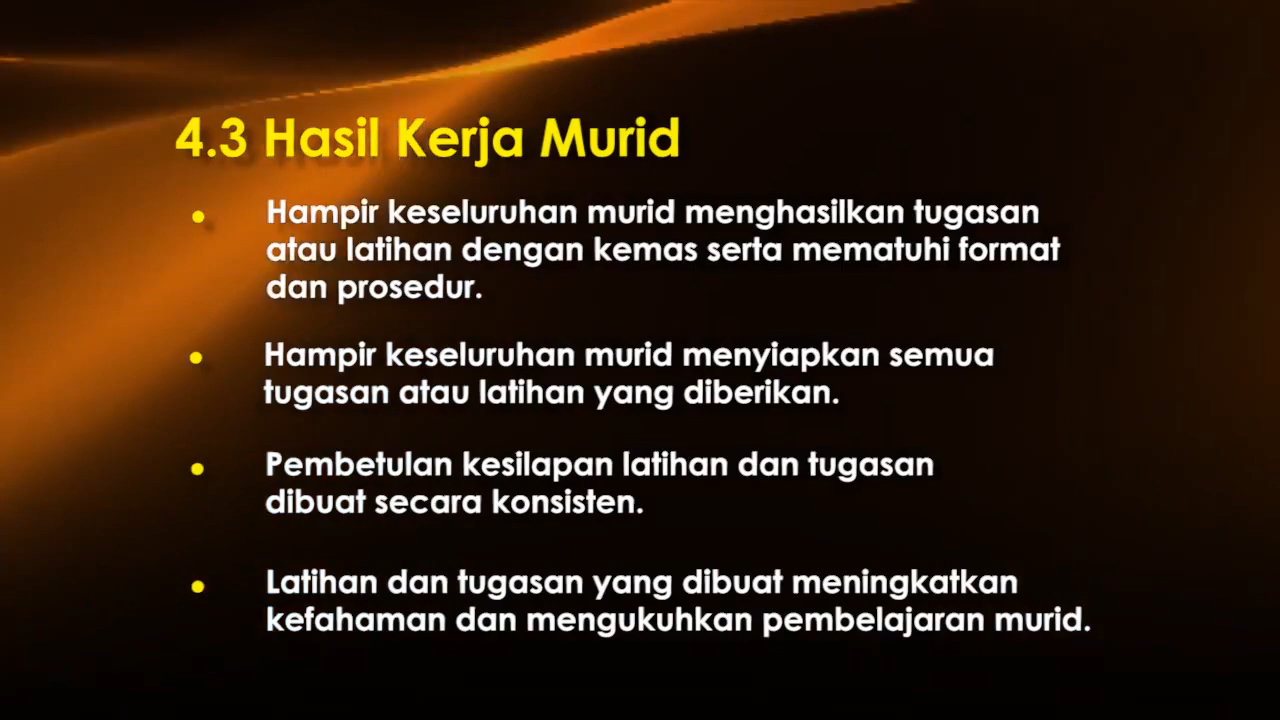 4.3 Hasil Kerja Murid
• Hampir keseluruhan murid menghasilkan tugasan
atau latihan dengan kemas serta mematuhi format
dan prosedur.
• Hampir keseluruhan murid menyiapkan semua
tugasan atau latihan yang diberikan.
• Pembetulan kesilapan latihan dan tugasan
dibuat secara konsisten.
• Latihan dan tugasan yang dibuat meningkatkan
kefahaman dan mengukuhkan pembelajaran murid.